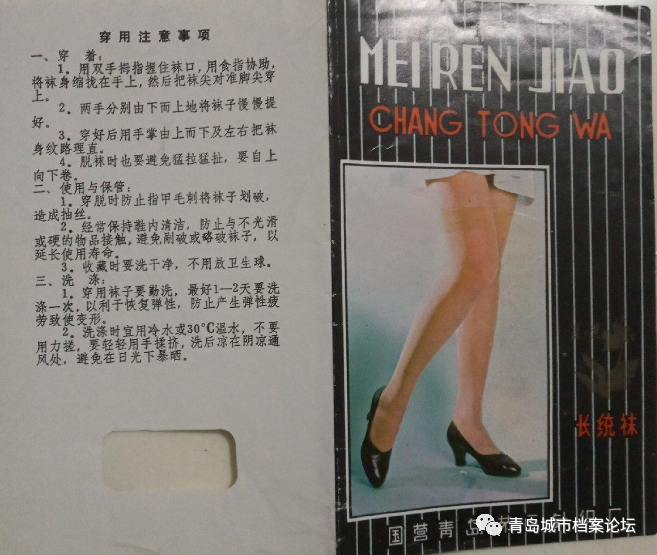 穿用注意事项
一、穿 着：
1．用双手拇指握住袜口，用食指协助，
将袜身缩拢在手上，然后把袜尖对准脚尖穿
上。
2．两手分别由下而上地将袜子慢慢提
好。
3．穿好后用手掌由上而下及左右把袜
身纹路理直。
4．脱袜时也要避免猛拉猛扯，要自上
向下卷。
二、使用与保管：
1．穿脱时防止指甲毛刺将袜子划破，
造成抽丝。
2．经常保持鞋内清洁，防止与不光滑
或硬的物品接触，避免剐破或咯破袜子，以
延长使用寿命。
3．收藏时要洗干净，不用放卫生球。
三、洗 涤：
1．穿用袜子要勤洗，最好1—2天要洗
涤一次，以利于恢复弹性，防止产生弹性疲
劳致使变形。
2．洗涤时宜用冷水或30°C温水，不要
用力搓，要轻轻用手揉挤，洗后凉在阴凉通
风处，避免在日光下暴晒。
MEIREN JIAO
CHANG TONG WA
长统袜
国营青岛
青岛城市档案论坛